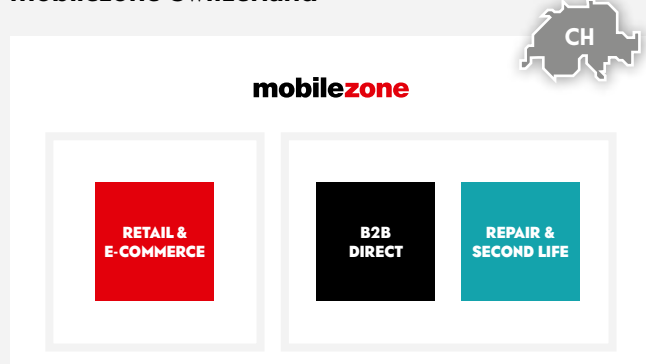 mobilezone Switzerland
CH
mobilezone
RETAIL &
E-COMMERCE
B2B
DIRECT
REPAIR &
SECOND LIFE